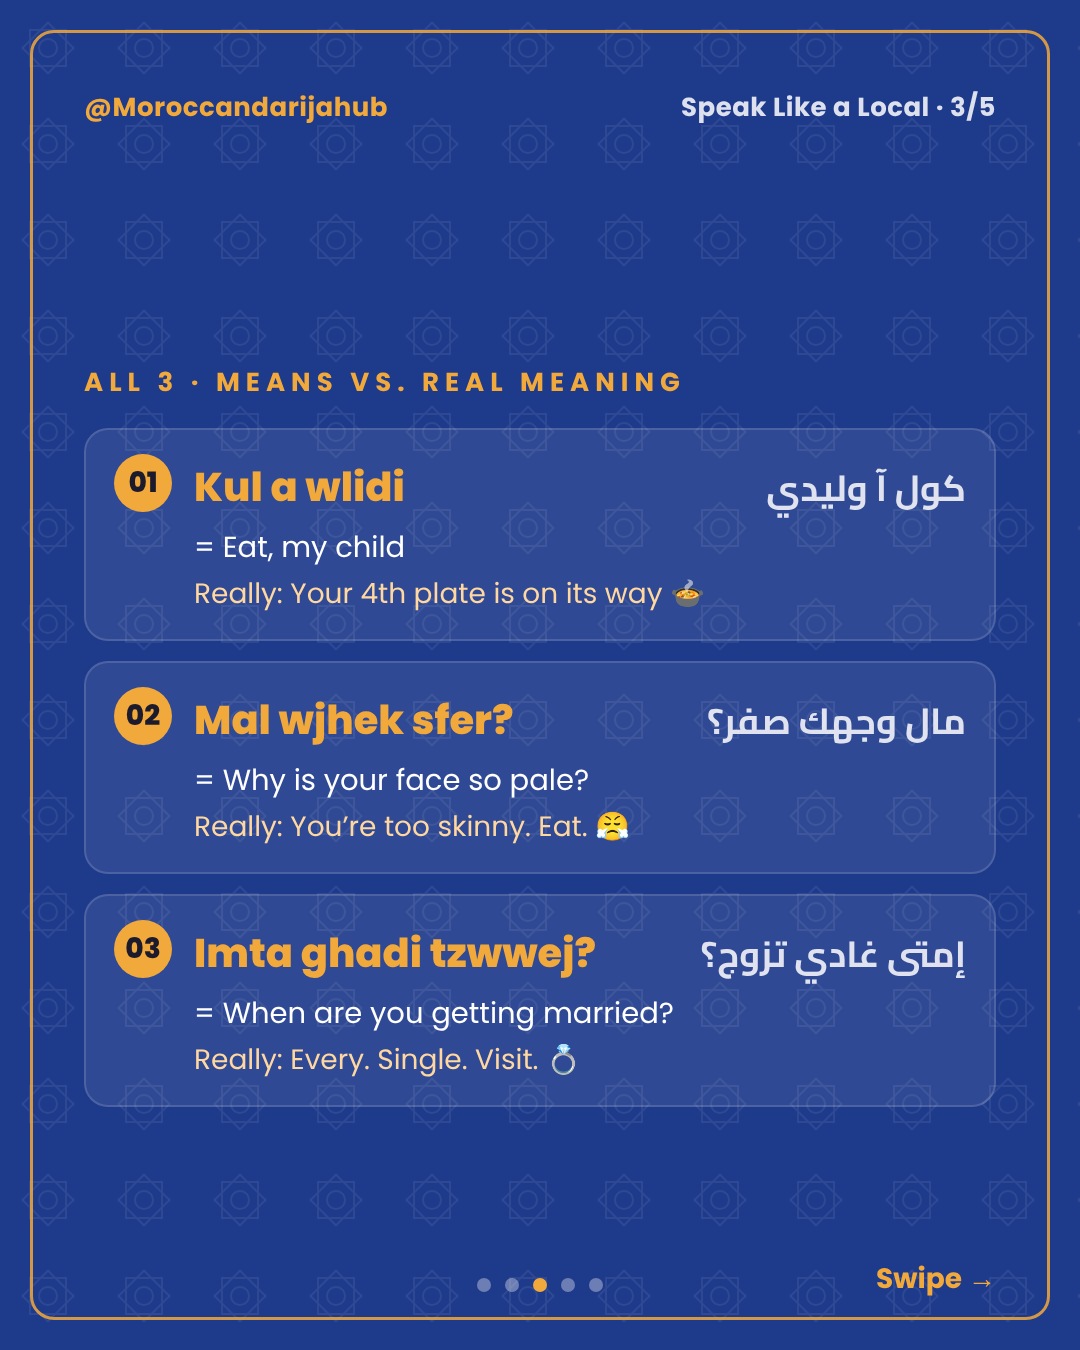 @Moroccandarijahub
Speak Like a Local · 3/5
ALL 3 · MEANS VS. REAL MEANING
01
Kul a wlidi
كول آ وليدي
= Eat, my child
Really: Your 4th plate is on its way 🍲
02
Mal wjhek sfer?
مال وجهك صفر؟
= Why is your face so pale?
Really: You’re too skinny. Eat. 😤
03
Imta ghadi tzwwej?
إمتى غادي تزوج؟
= When are you getting married?
Really: Every. Single. Visit. 💍
Swipe →